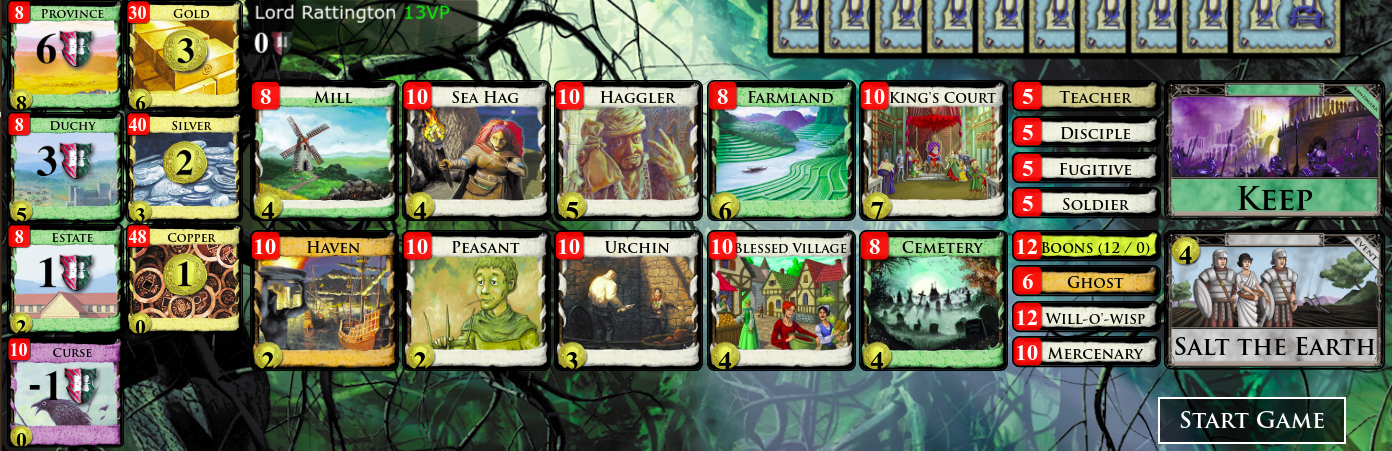 8 PROVINCE
6
8
30 GOLD
3
6
Lord Rattington 13VP
0
8 DUCHY
3
5
40 SILVER
2
3
8 ESTATE
1
2
48 COPPER
1
0
10 CURSE
-1
0
8 MILL
4
10 SEA HAG
4
10 HAGGLER
5
8 FARMLAND
6
10 KING'S COURT
7
10 HAVEN
2
10 PEASANT
2
10 URCHIN
3
10 BLESSED VILLAGE
4
8 CEMETERY
4
5 TEACHER
5 DISCIPLE
5 FUGITIVE
5 SOLDIER
12 BOONS (12 / 0)
6 GHOST
12 WILL-O'-WISP
10 MERCENARY
LANDMARK
KEEP
4
EVENT
SALT THE EARTH
START GAME